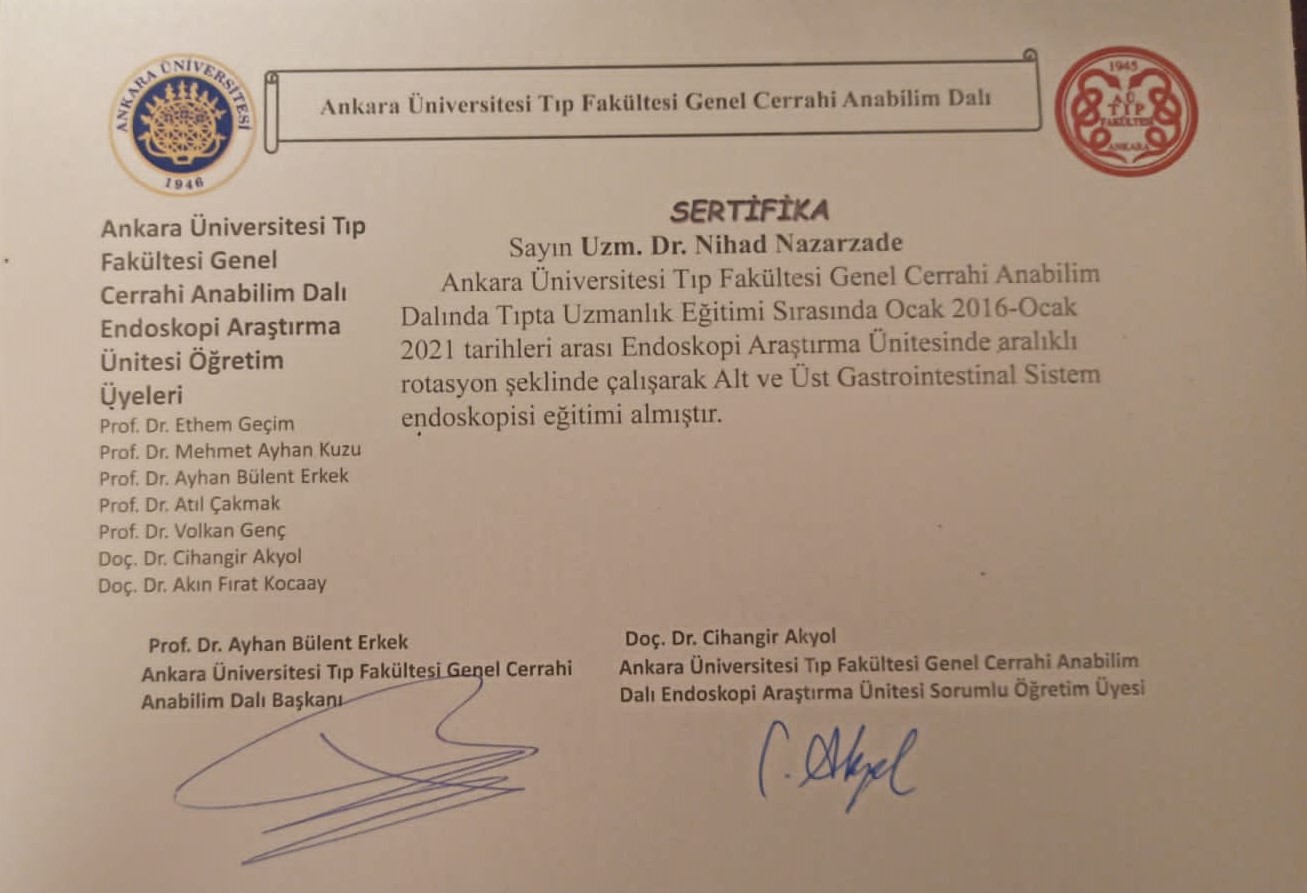 ANKARA ÜNİVERSİTESİ
1946
Ankara Üniversitesi Tıp Fakültesi Genel Cerrahi Anabilim Dalı
1945
AÜ
TIP
FAKÜLTESİ
ANKARA
SERTİFİKA
Sayın Uzm. Dr. Nihad Nazarzade
Ankara Üniversitesi Tıp Fakültesi Genel Cerrahi Anabilim
Dalında Tıpta Uzmanlık Eğitimi Sırasında Ocak 2016-Ocak
2021 tarihleri arası Endoskopi Araştırma Ünitesinde aralıklı
rotasyon şeklinde çalışarak Alt ve Üst Gastrointestinal Sistem
endoskopisi eğitimi almıştır.
Ankara Üniversitesi Tıp
Fakültesi Genel
Cerrahi Anabilim Dalı
Endoskopi Araştırma
Ünitesi Öğretim
Üyeleri
Prof. Dr. Ethem Geçim
Prof. Dr. Mehmet Ayhan Kuzu
Prof. Dr. Ayhan Bülent Erkek
Prof. Dr. Atıl Çakmak
Prof. Dr. Volkan Genç
Doç. Dr. Cihangir Akyol
Doç. Dr. Akın Fırat Kocaay
Prof. Dr. Ayhan Bülent Erkek
Ankara Üniversitesi Tıp Fakültesi Genel Cerrahi
Anabilim Dalı Başkanı
Doç. Dr. Cihangir Akyol
Ankara Üniversitesi Tıp Fakültesi Genel Cerrahi Anabilim
Dalı Endoskopi Araştırma Ünitesi Sorumlu Öğretim Üyesi
C. Akyol